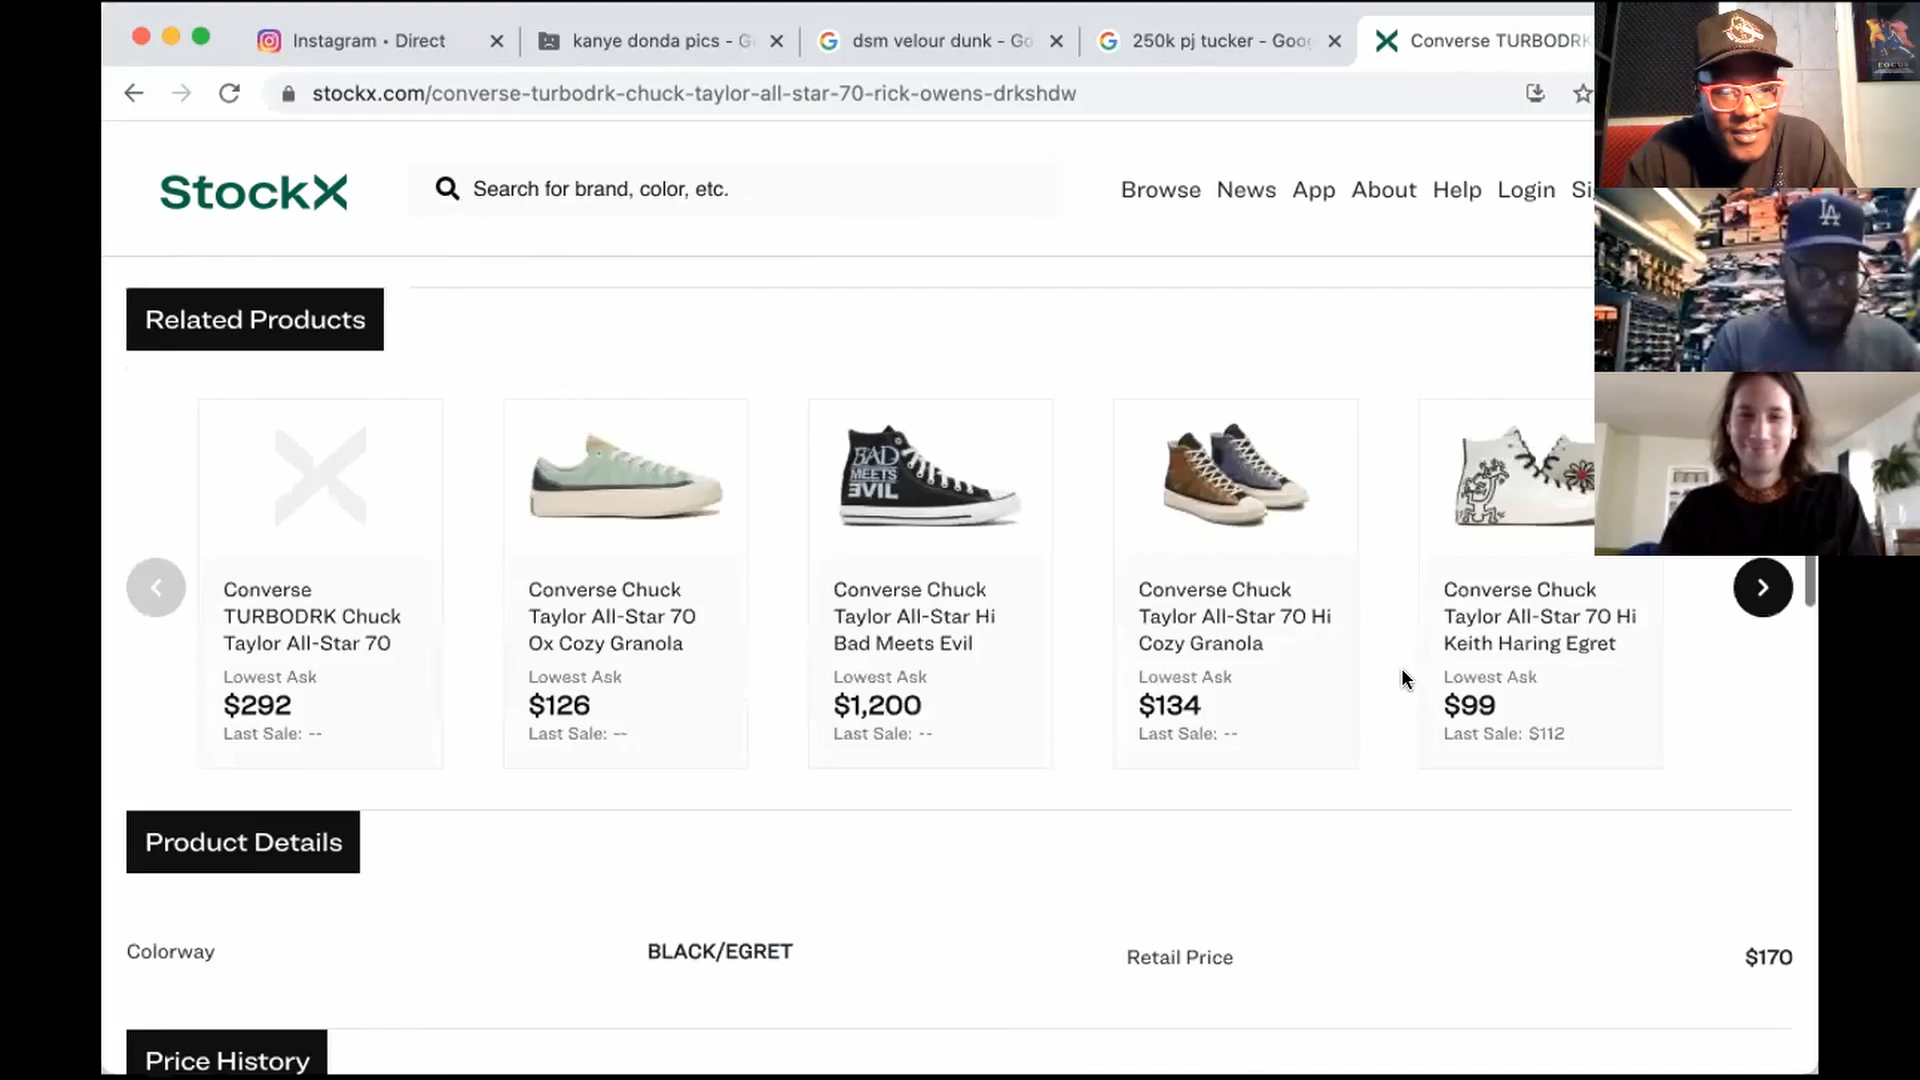 Instagram • Direct
kanye donda pics - G
dsm velour dunk - Go
250k pj tucker - Goog
Converse TURBODRK
stockx.com/converse-turbodrk-chuck-taylor-all-star-70-rick-owens-drkshdw
FOCUS
StockX
Search for brand, color, etc.
Browse News App About Help Login Si
LA
Related Products
BAD
MEETS
EVIL
Converse
TURBODRK Chuck
Taylor All-Star 70
Lowest Ask
$292
Last Sale: --
Converse Chuck
Taylor All-Star 70
Ox Cozy Granola
Lowest Ask
$126
Last Sale: --
Converse Chuck
Taylor All-Star Hi
Bad Meets Evil
Lowest Ask
$1,200
Last Sale: --
Converse Chuck
Taylor All-Star 70 Hi
Cozy Granola
Lowest Ask
$134
Last Sale: --
Converse Chuck
Taylor All-Star 70 Hi
Keith Haring Egret
Lowest Ask
$99
Last Sale: $112
Product Details
Colorway
BLACK/EGRET
Retail Price
$170
Price History